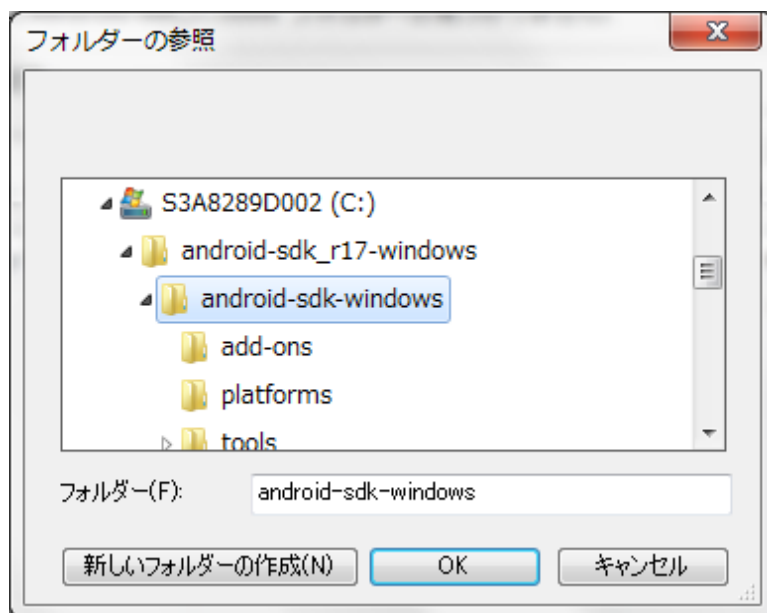 フォルダーの参照
S3A8289D002 (C:)
android-sdk_r17-windows
android-sdk-windows
add-ons
platforms
tools
フォルダー(F): android-sdk-windows
新しいフォルダーの作成(N) OK キャンセル